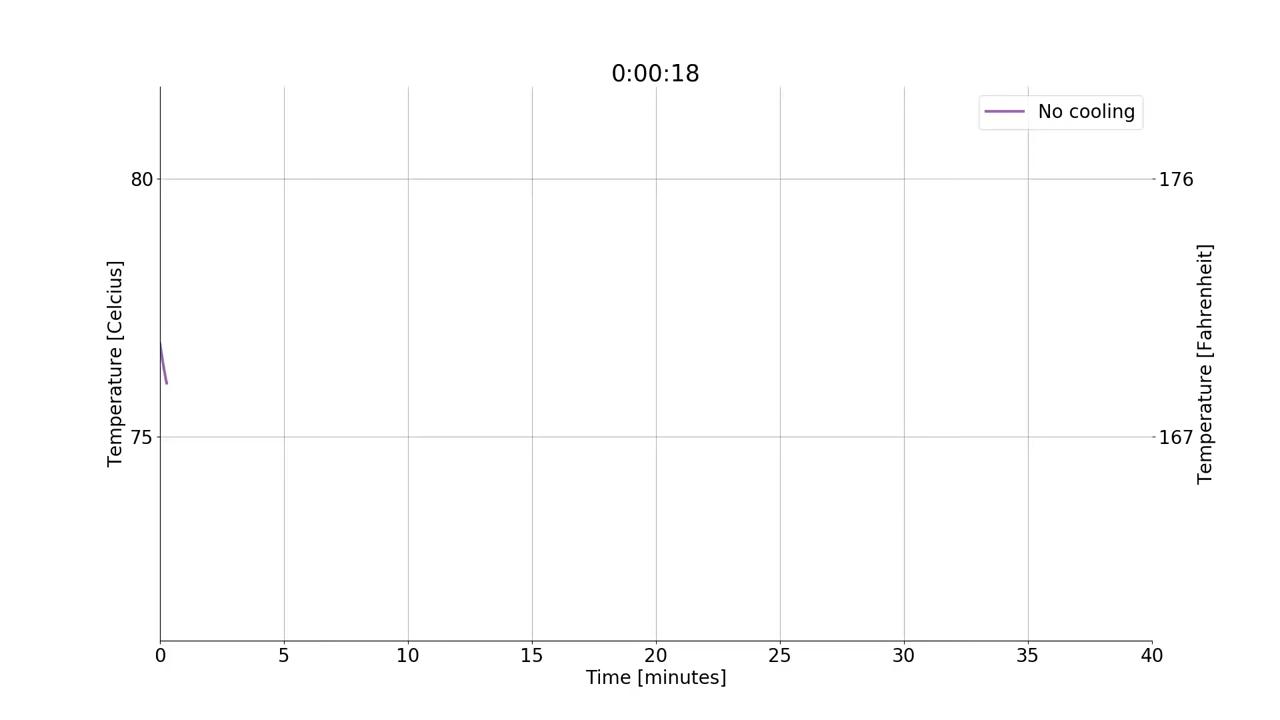 0:00:18
No cooling
80
75
176
167
Temperature [Celcius]
Temperature [Fahrenheit]
0 5 10 15 20 25 30 35 40
Time [minutes]